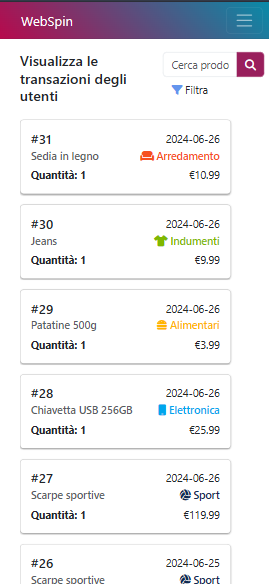 WebSpin
Visualizza le
transazioni degli
utenti
Cerca prodo
Filtra
#31 2024-06-26
Sedia in legno Arredamento
Quantità: 1 €10.99
#30 2024-06-26
Jeans Indumenti
Quantità: 1 €9.99
#29 2024-06-26
Patatine 500g Alimentari
Quantità: 1 €3.99
#28 2024-06-26
Chiavetta USB 256GB Elettronica
Quantità: 1 €25.99
#27 2024-06-26
Scarpe sportive Sport
Quantità: 1 €119.99
#26 2024-06-25
Scarpe sportive Sport